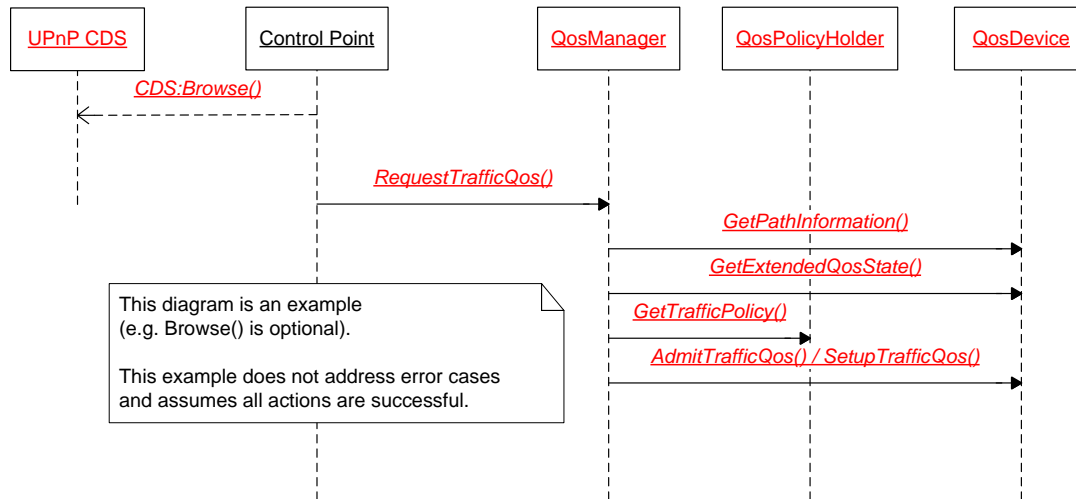 UPnP CDS
Control Point
QosManager
QosPolicyHolder
QosDevice
CDS:Browse()
RequestTrafficQos()
GetPathInformation()
GetExtendedQosState()
GetTrafficPolicy()
AdmitTrafficQos() / SetupTrafficQos()
This diagram is an example
(e.g. Browse() is optional).
This example does not address error cases
and assumes all actions are successful.